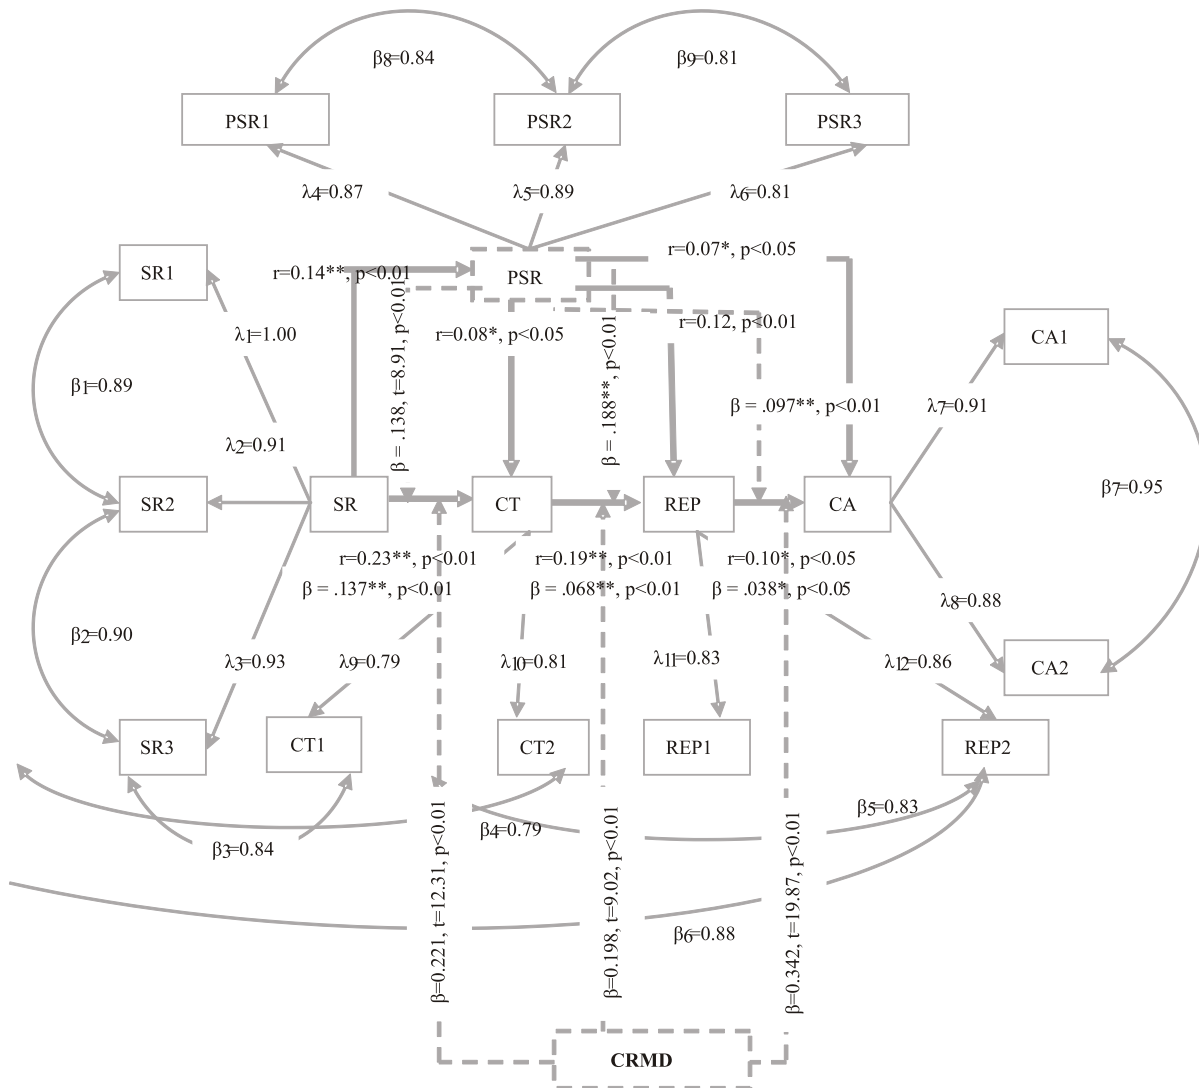 β8=0.84
β9=0.81
PSR1
PSR2
PSR3
λ4=0.87
λ5=0.89
λ6=0.81
r=0.07*, p<0.05
SR1
r=0.14**, p<0.01
PSR
λ1=1.00
β = .138, t=8.91, p<0.01
r=0.08*, p<0.05
β = .188**, p<0.01
r=0.12, p<0.01
CA1
β1=0.89
β = .097**, p<0.01
λ7=0.91
λ2=0.91
β7=0.95
SR2
SR
CT
REP
CA
r=0.23**, p<0.01
r=0.19**, p<0.01
r=0.10*, p<0.05
β = .137**, p<0.01
β = .068**, p<0.01
β = .038*, p<0.05
λ8=0.88
β2=0.90
λ3=0.93
λ9=0.79
λ10=0.81
λ11=0.83
λ12=0.86
CA2
SR3
CT1
CT2
REP1
REP2
β5=0.83
β4=0.79
β3=0.84
β=0.221, t=12.31, p<0.01
β=0.198, t=9.02, p<0.01
β=0.342, t=19.87, p<0.01
β6=0.88
CRMD